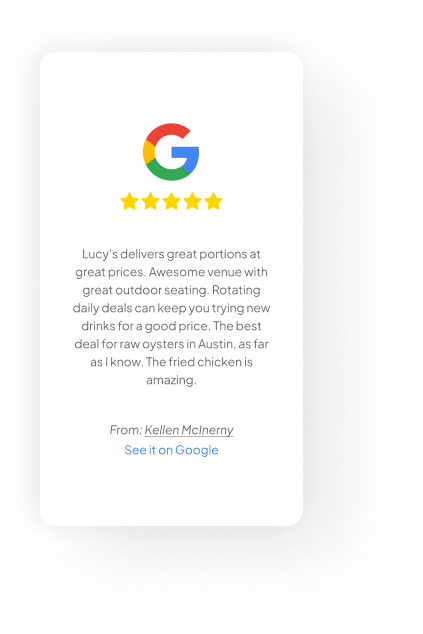 Lucy's delivers great portions at
great prices. Awesome venue with
great outdoor seating. Rotating
daily deals can keep you trying new
drinks for a good price. The best
deal for raw oysters in Austin, as far
as I know. The fried chicken is
amazing.
From: Kellen McInerny
See it on Google